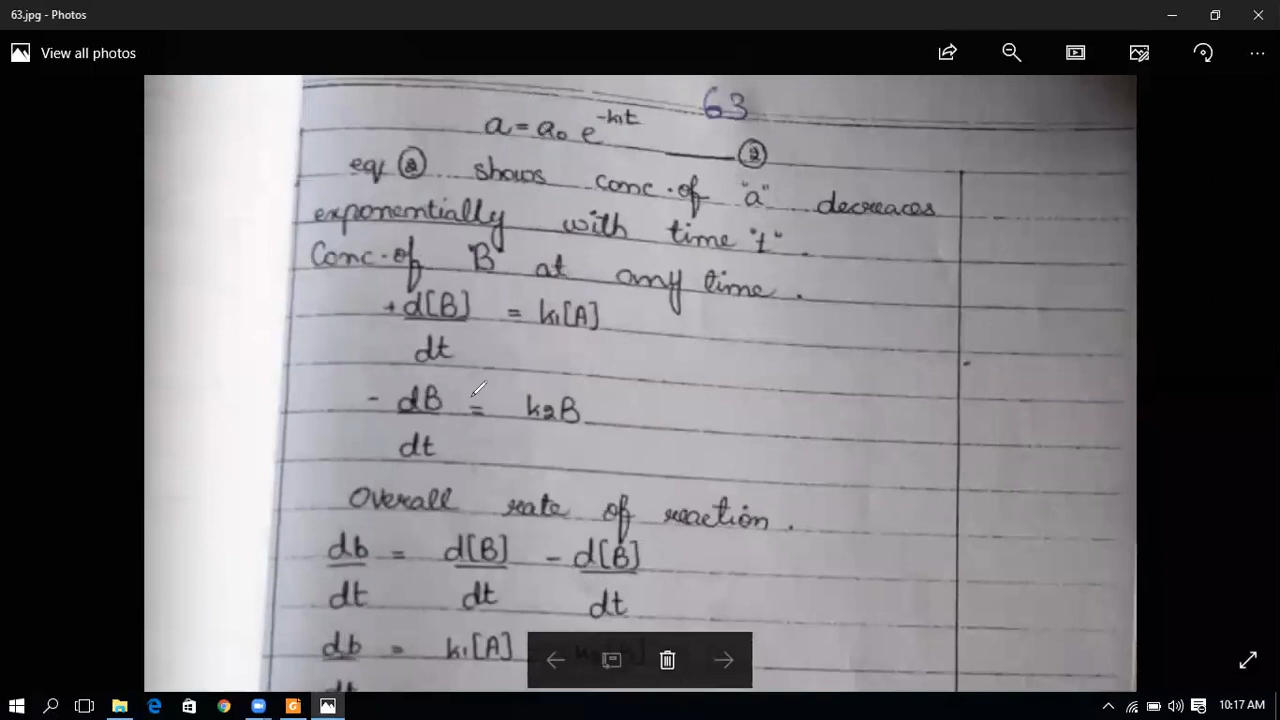 63.jpg - Photos
View all photos
63
a = a₀ e^-k₁t ——— ②
eq ② shows conc. of "a" decreaces
exponentially with time "t".
Conc. of "B" at any time.
+ d[B] = k₁[A]
dt
- dB = k₂B
dt
Overall rate of reaction.
db = d[B] - d[B]
dt dt dt
db = k₁[A]
dt
10:17 AM